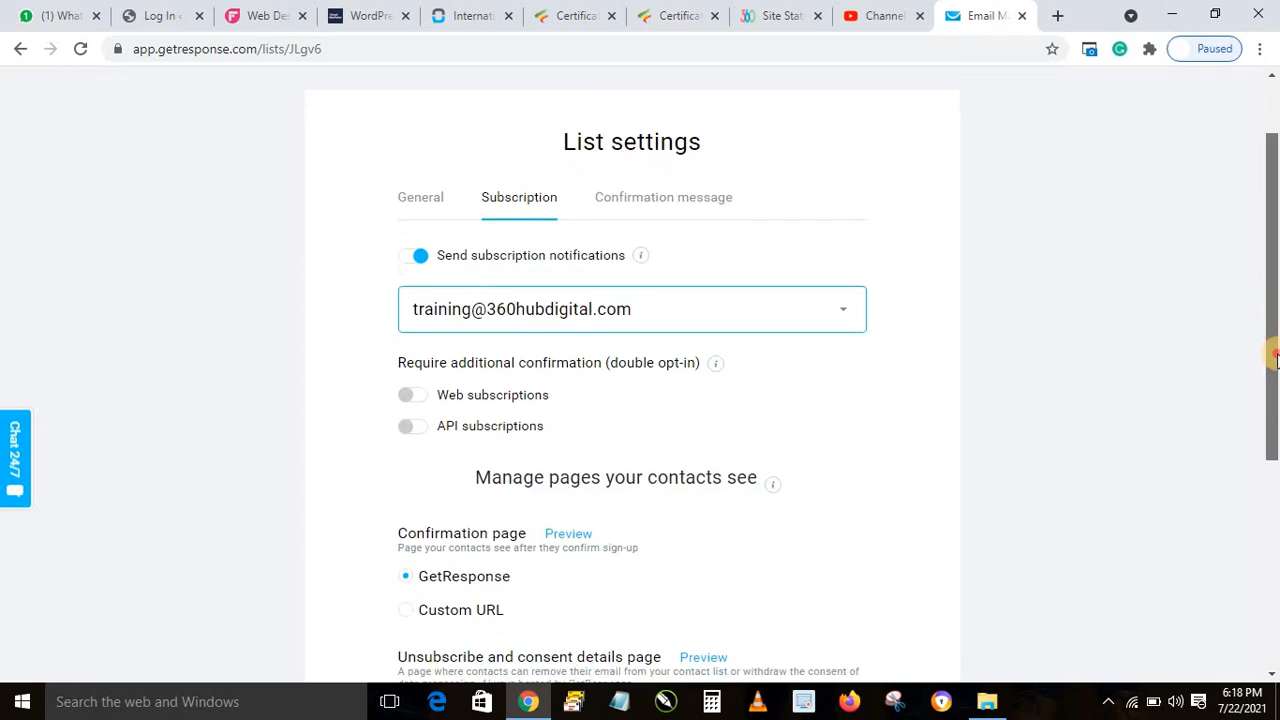 1
What
Log In
Web De
WordPre
Internati
Certifica
Certifica
Site Stat
Channel
Email M
app.getresponse.com/lists/JLgv6
Paused
List settings
General
Subscription
Confirmation message
Send subscription notifications
training@360hubdigital.com
Require additional confirmation (double opt-in)
Web subscriptions
API subscriptions
Manage pages your contacts see
Confirmation page
Preview
Page your contacts see after they confirm sign-up
GetResponse
Custom URL
Unsubscribe and consent details page
Preview
A page where contacts can remove their email from your contact list or withdraw the consent of
Chat 24/7
Search the web and Windows
6:18 PM
7/22/2021